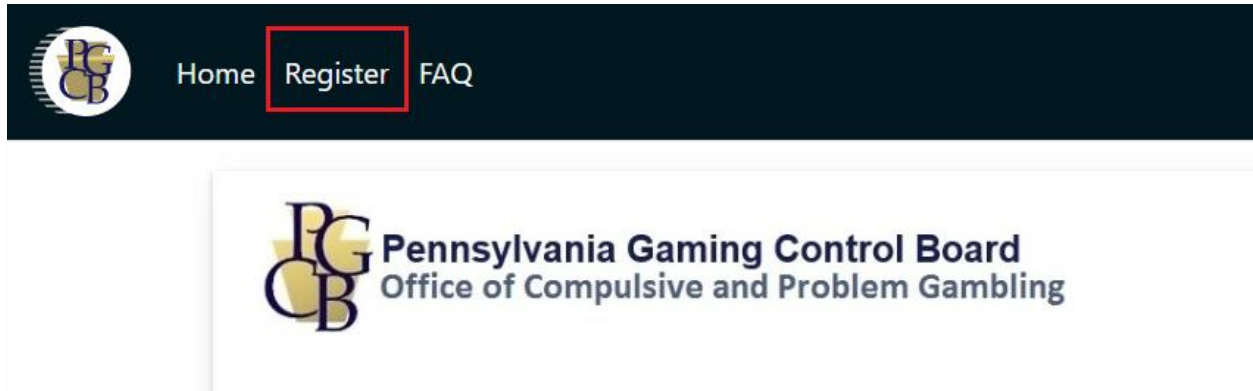 PGCB
Home Register FAQ
PGCB
Pennsylvania Gaming Control Board
Office of Compulsive and Problem Gambling